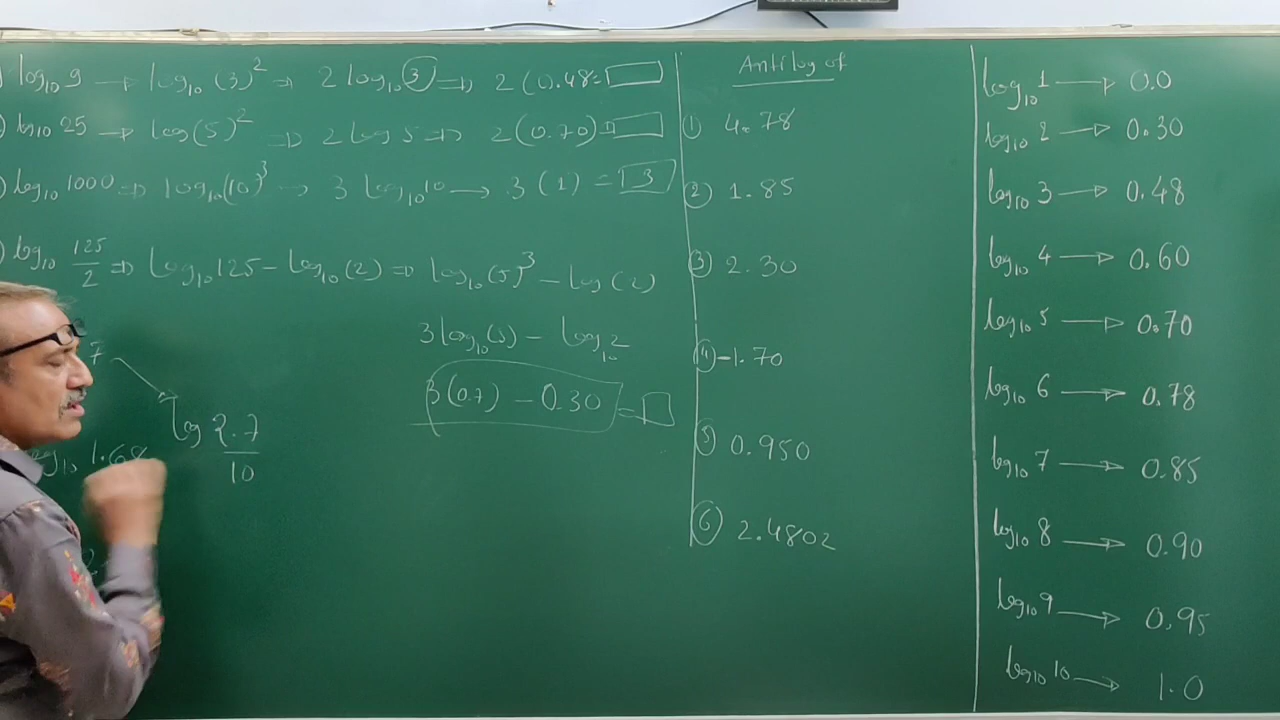 ) log10 9 → log10 (3)² ⇒ 2 log10 3 ⇒ 2 (0.48=
) log10 25 → log (5)² ⇒ 2 log 5 ⇒ 2 (0.70) =
) log10 1000 ⇒ log10 (10)³ → 3 log10 10 → 3 (1) = 3
) log10 125/2 ⇒ log10 125 - log10 (2) ⇒ log10 (5)³ - log (2)
3 log10 (5) - log10 2
3 (0.7) - 0.30 =
7
log 2.7/10
log10 1.68
2
Antilog of
① 4.78
② 1.85
③ 2.30
④ -1.70
⑤ 0.950
⑥ 2.4802
log10 1 → 0.0
log10 2 → 0.30
log10 3 → 0.48
log10 4 → 0.60
log10 5 → 0.70
log10 6 → 0.78
log10 7 → 0.85
log10 8 → 0.90
log10 9 → 0.95
log10 10 → 1.0